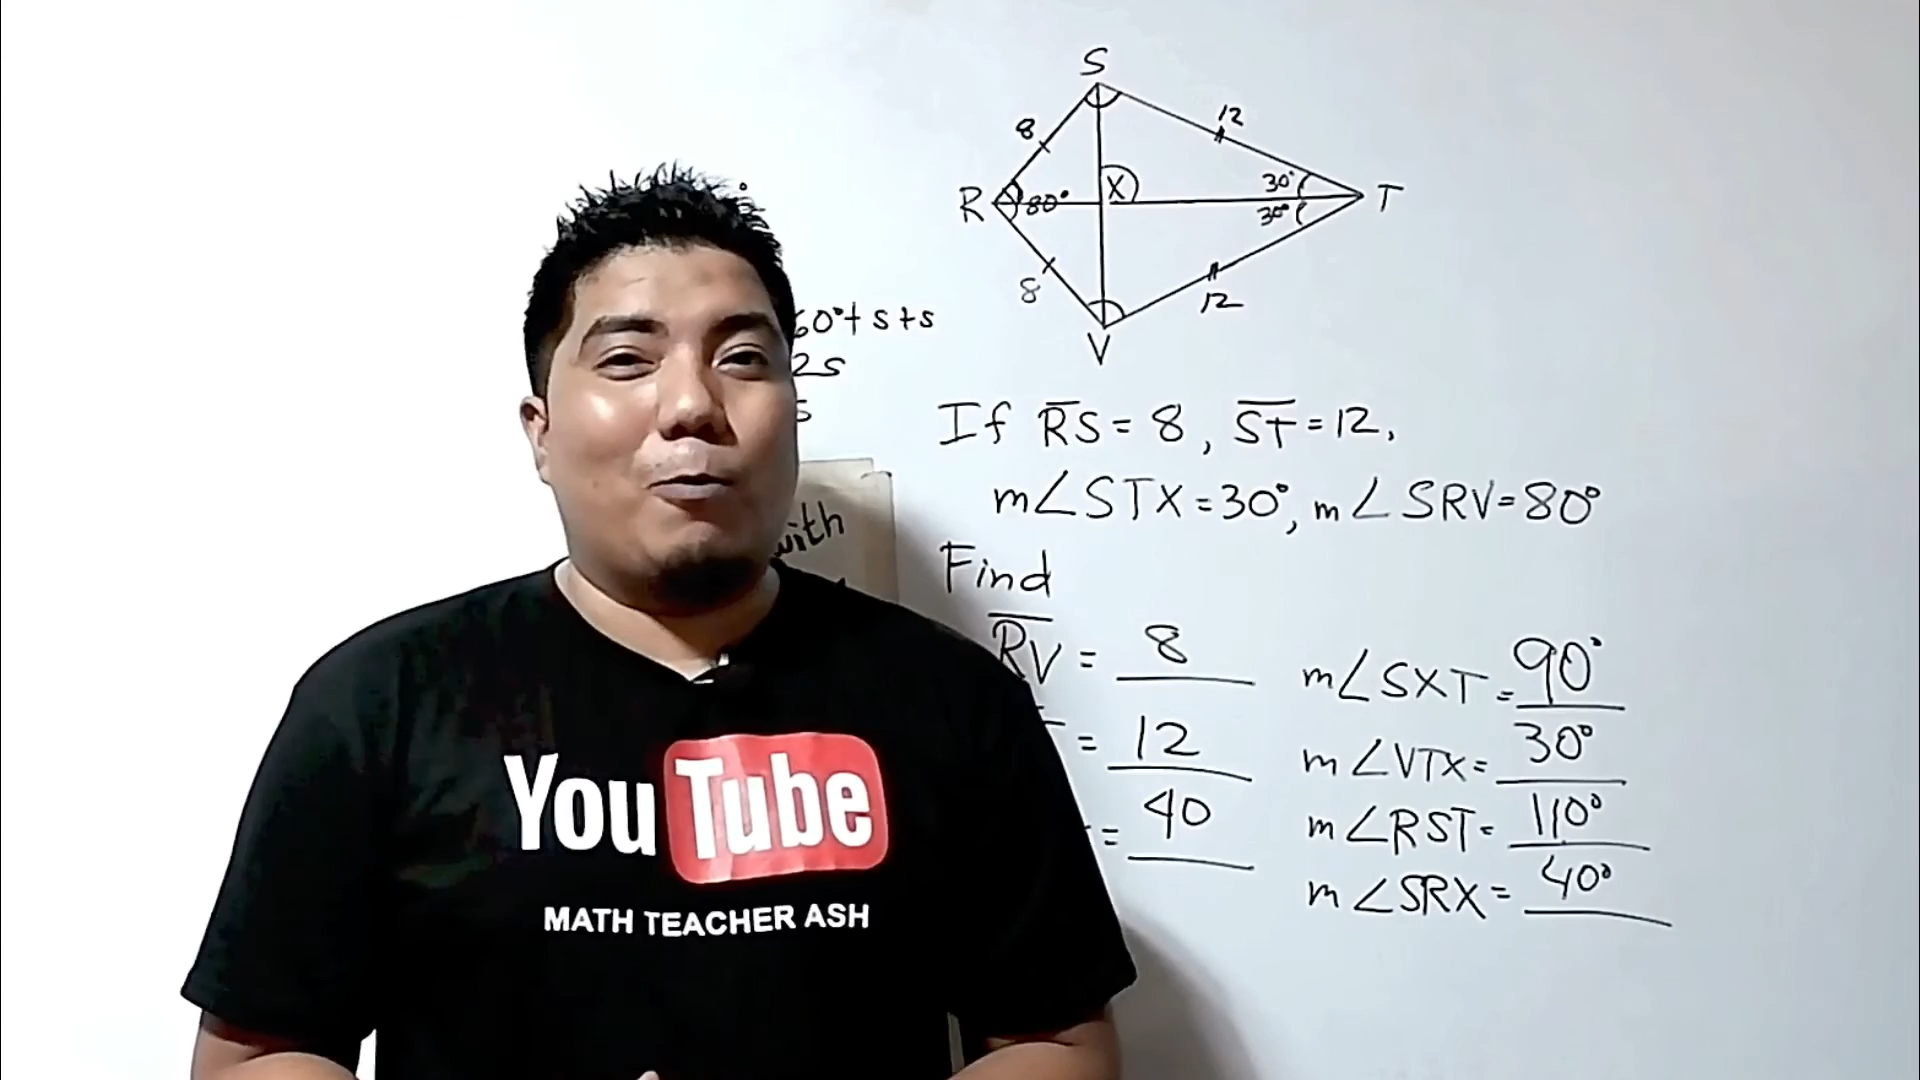 S
8
12
R
80°
X
30°
30°
T
8
12
V
60°+s+s
2s
s
with
If RS = 8, ST = 12,
m∠STX = 30°, m∠SRV = 80°
Find
RV = 8
= 12
= 40
m∠SXT = 90°
m∠VTX = 30°
m∠RST = 110°
m∠SRX = 40°
YouTube
MATH TEACHER ASH